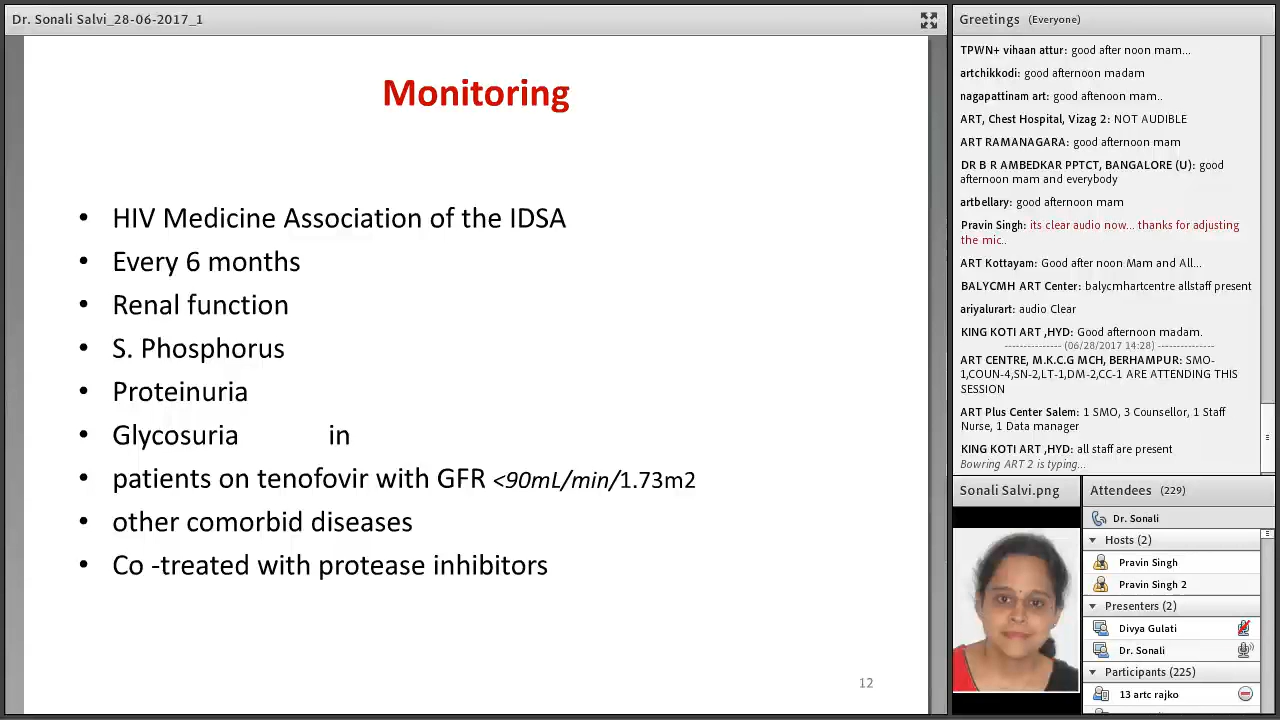 Dr. Sonali Salvi_28-06-2017_1
Monitoring
• HIV Medicine Association of the IDSA
• Every 6 months
• Renal function
• S. Phosphorus
• Proteinuria
• Glycosuria in
• patients on tenofovir with GFR <90mL/min/1.73m2
• other comorbid diseases
• Co -treated with protease inhibitors
12
Greetings (Everyone)
TPWN+ vihaan attur: good after noon mam...
artchikkodi: good afternoon madam
nagapattinam art: good aftenoon mam..
ART, Chest Hospital, Vizag 2: NOT AUDIBLE
ART RAMANAGARA: good afternoon mam
DR B R AMBEDKAR PPTCT, BANGALORE (U): good
afternoon mam and everybody
artbellary: good afternoon mam
Pravin Singh: its clear audio now... thanks for adjusting
the mic..
ART Kottayam: Good after noon Mam and All...
BALYCMH ART Center: balycmhartcentre allstaff present
ariyalurart: audio Clear
KING KOTI ART ,HYD: Good afternoon madam.
---------------- (06/28/2017 14:28) ----------------
ART CENTRE, M.K.C.G MCH, BERHAMPUR: SMO-
1,COUN-4,SN-2,LT-1,DM-2,CC-1 ARE ATTENDING THIS
SESSION
ART Plus Center Salem: 1 SMO, 3 Counsellor, 1 Staff
Nurse, 1 Data manager
KING KOTI ART ,HYD: all staff are present
Bowring ART 2 is typing...
Sonali Salvi.png
Attendees (229)
Dr. Sonali
Hosts (2)
Pravin Singh
Pravin Singh 2
Presenters (2)
Divya Gulati
Dr. Sonali
Participants (225)
13 artc rajko